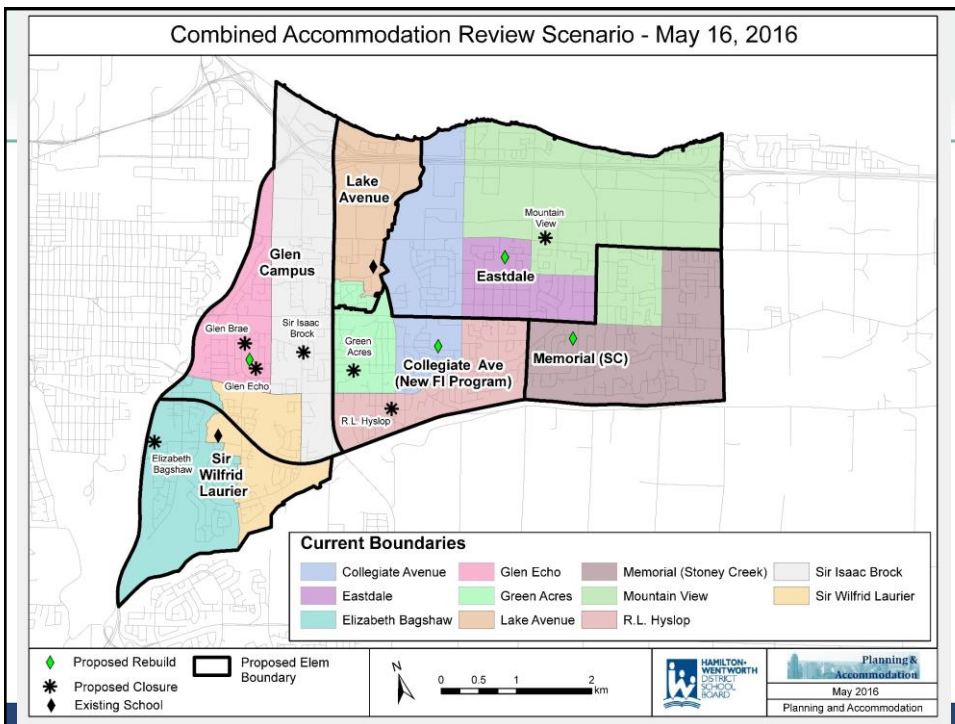 Combined Accommodation Review Scenario - May 16, 2016
Lake
Avenue
Mountain
View
Eastdale
Glen
Campus
Glen Brae
Sir Isaac
Brock
Green
Acres
Glen Echo
Collegiate Ave
(New FI Program)
Memorial (SC)
R.L. Hyslop
Elizabeth
Bagshaw
Sir
Wilfrid
Laurier
Current Boundaries
Collegiate Avenue
Glen Echo
Memorial (Stoney Creek)
Sir Isaac Brock
Eastdale
Green Acres
Mountain View
Sir Wilfrid Laurier
Elizabeth Bagshaw
Lake Avenue
R.L. Hyslop
Proposed Rebuild
Proposed Closure
Existing School
Proposed Elem
Boundary
N
0 0.5 1 2
km
HAMILTON-
WENTWORTH
DISTRICT
SCHOOL
BOARD
Planning &
Accommodation
May 2016
Planning and Accommodation